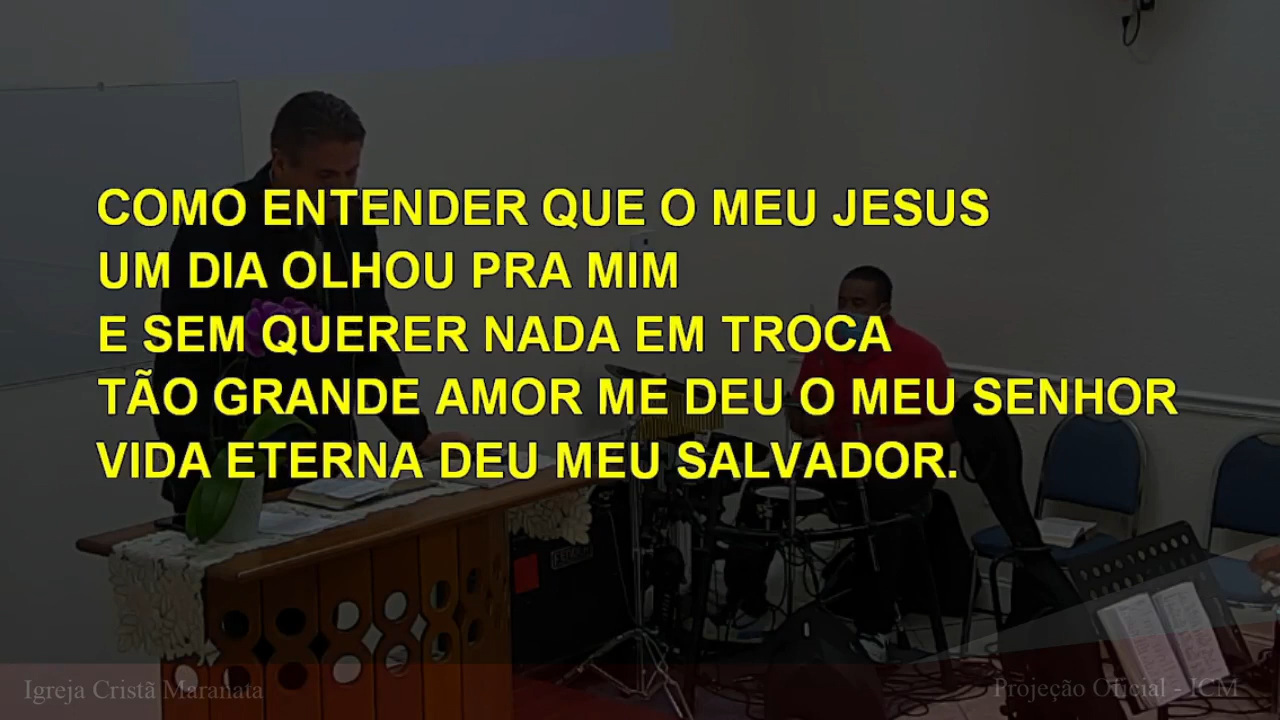 COMO ENTENDER QUE O MEU JESUS
UM DIA OLHOU PRA MIM
E SEM QUERER NADA EM TROCA
TÃO GRANDE AMOR ME DEU O MEU SENHOR
VIDA ETERNA DEU MEU SALVADOR.
Igreja Cristã Maranata
Projeção Oficial - ICM